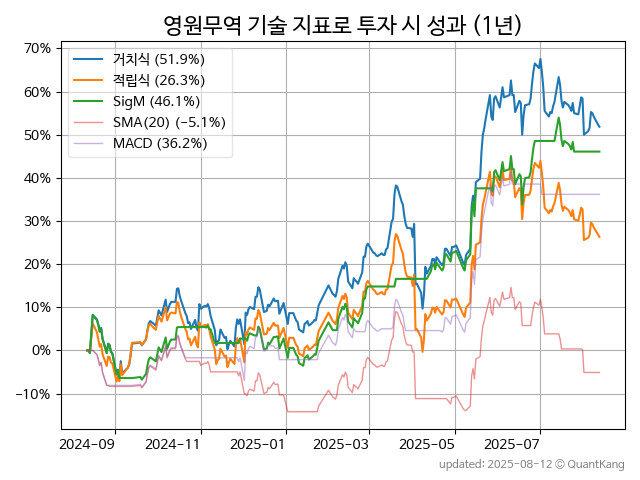 영원무역 기술 지표로 투자 시 성과 (1년)
거치식 (51.9%)
적립식 (26.3%)
SigM (46.1%)
SMA(20) (-5.1%)
MACD (36.2%)
70%
60%
50%
40%
30%
20%
10%
0%
−10%
2024-09 2024-11 2025-01 2025-03 2025-05 2025-07
updated: 2025-08-12 © QuantKang